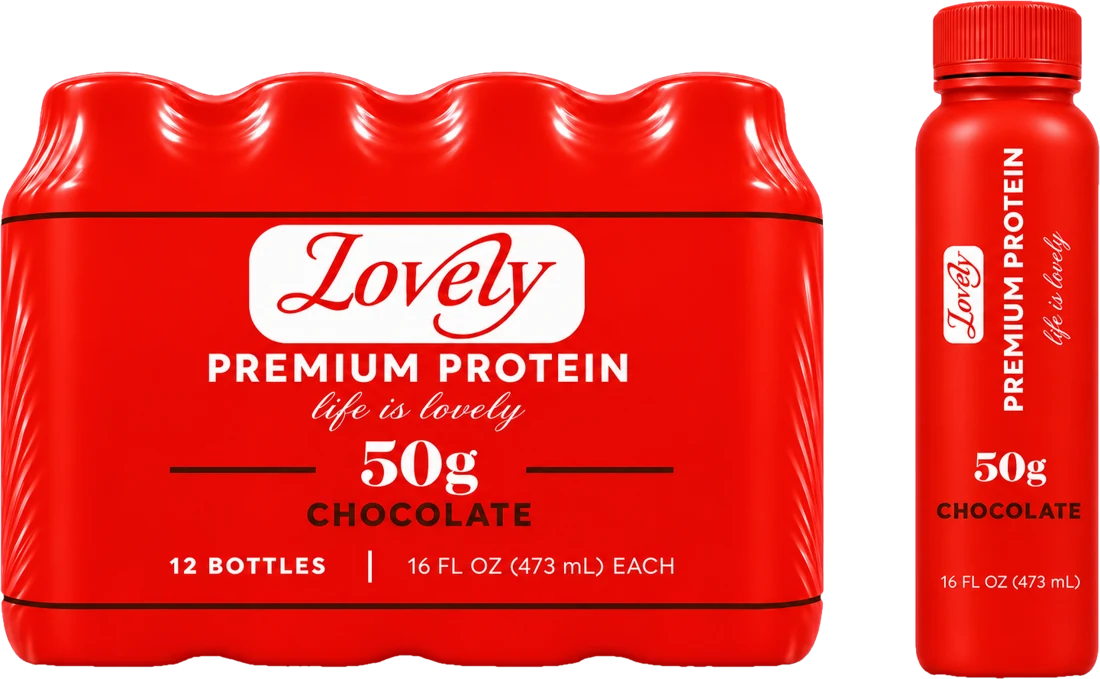 Lovely
PREMIUM PROTEIN
life is lovely
50g
CHOCOLATE
12 BOTTLES | 16 FL OZ (473 mL) EACH
Lovely
PREMIUM PROTEIN
life is lovely
50g
CHOCOLATE
16 FL OZ (473 mL)